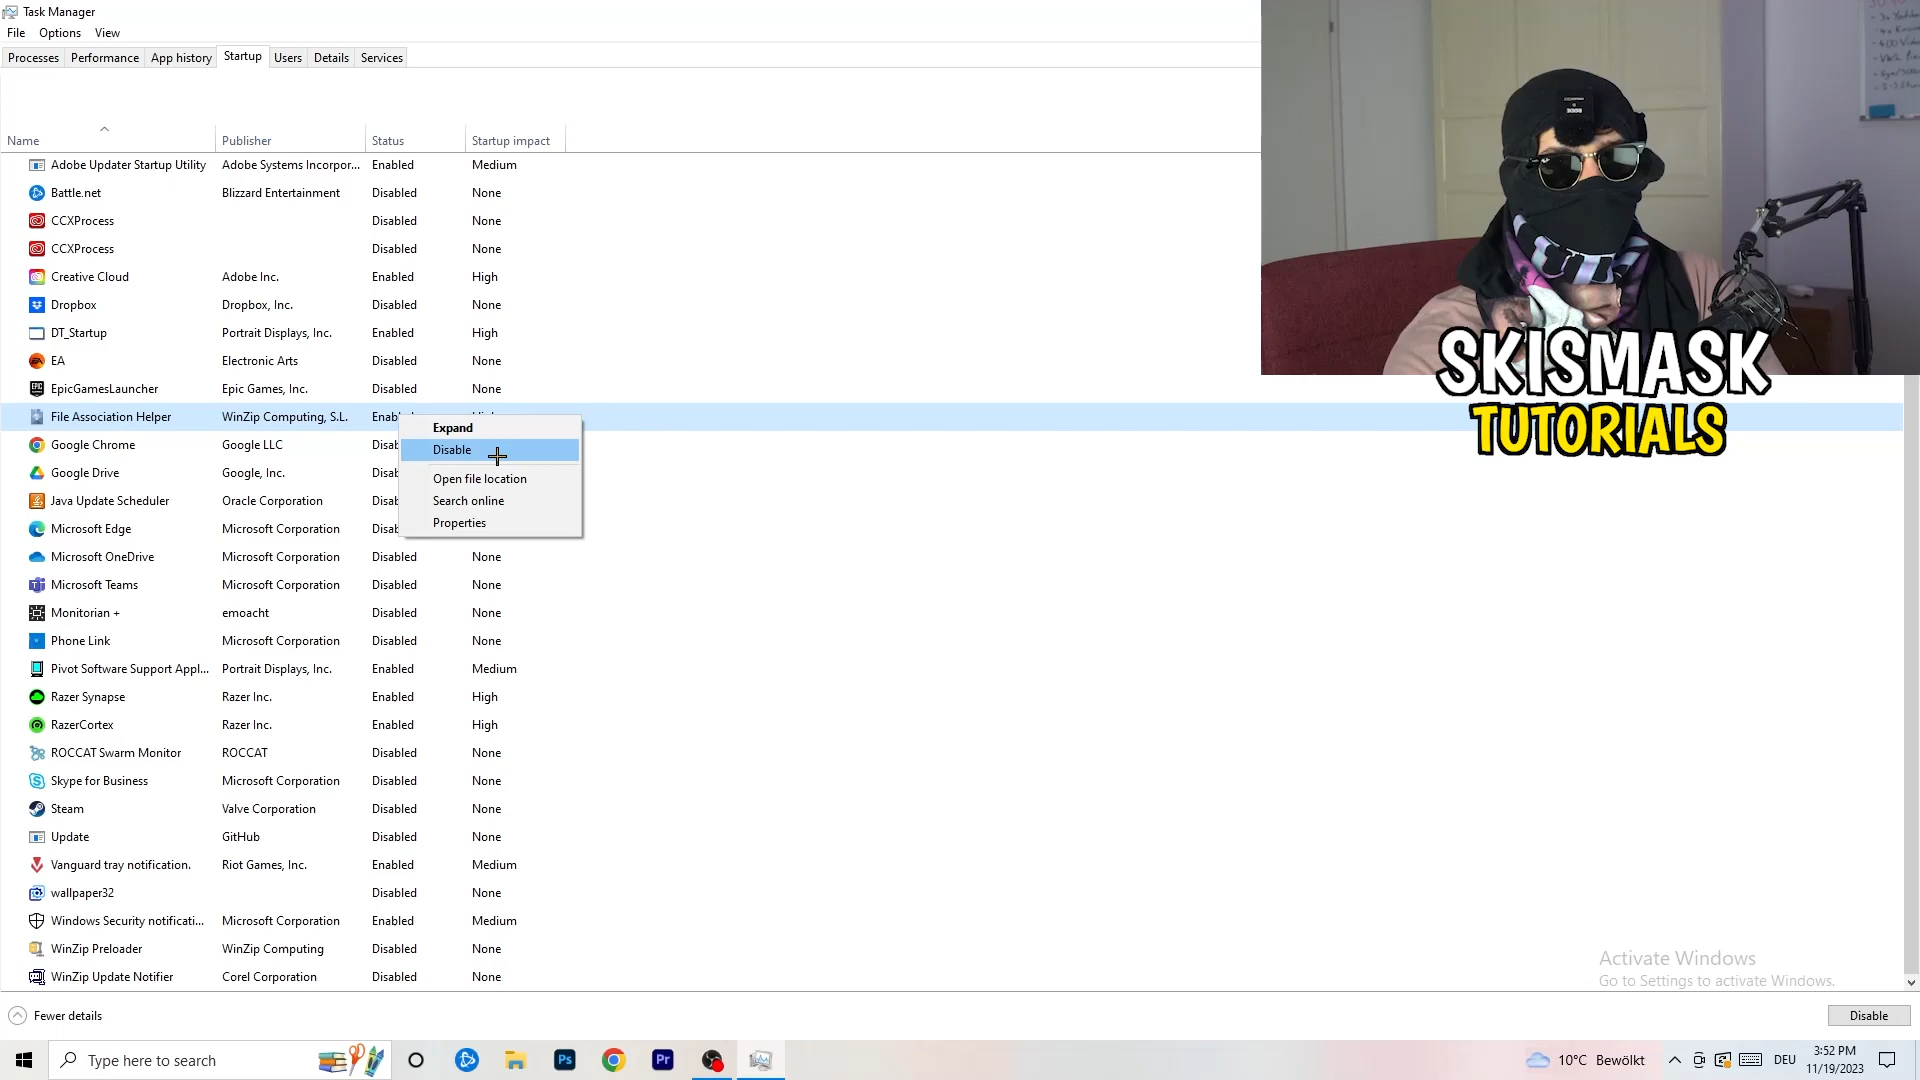 Task Manager
File Options View
Processes Performance App history Startup Users Details Services
Name Publisher Status Startup impact
Adobe Updater Startup Utility Adobe Systems Incorpor... Enabled Medium
Battle.net Blizzard Entertainment Disabled None
CCXProcess Disabled None
CCXProcess Disabled None
Creative Cloud Adobe Inc. Enabled High
Dropbox Dropbox, Inc. Disabled None
DT_Startup Portrait Displays, Inc. Enabled High
EA Electronic Arts Disabled None
EpicGamesLauncher Epic Games, Inc. Disabled None
File Association Helper WinZip Computing, S.L.
Google Chrome Google LLC
Google Drive Google, Inc.
Java Update Scheduler Oracle Corporation
Microsoft Edge Microsoft Corporation
Microsoft OneDrive Microsoft Corporation Disabled None
Microsoft Teams Microsoft Corporation Disabled None
Monitorian + emoacht Disabled None
Phone Link Microsoft Corporation Disabled None
Pivot Software Support Appl... Portrait Displays, Inc. Enabled Medium
Razer Synapse Razer Inc. Enabled High
RazerCortex Razer Inc. Enabled High
ROCCAT Swarm Monitor ROCCAT Disabled None
Skype for Business Microsoft Corporation Disabled None
Steam Valve Corporation Disabled None
Update GitHub Disabled None
Vanguard tray notification. Riot Games, Inc. Enabled Medium
wallpaper32 Disabled None
Windows Security notificati... Microsoft Corporation Enabled Medium
WinZip Preloader WinZip Computing Disabled None
WinZip Update Notifier Corel Corporation Disabled None
Expand
Disable
Open file location
Search online
Properties
SKISMASK
TUTORIALS
Activate Windows
Go to Settings to activate Windows.
Fewer details
Disable
Type here to search
Ps
Pr
10°C Bewölkt
DEU
3:52 PM
11/19/2023